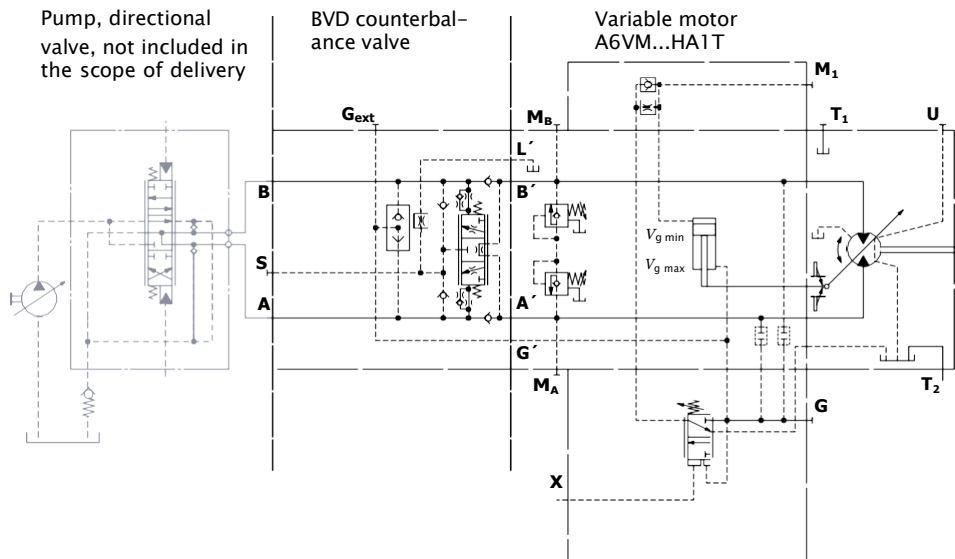 Pump, directional
valve, not included in
the scope of delivery
BVD counterbal–
ance valve
Variable motor
A6VM...HA1T
M1
Gext
MB
T1
U
L´
B
B´
Vg min
S
Vg max
A
A´
G´
MA
T2
G
X